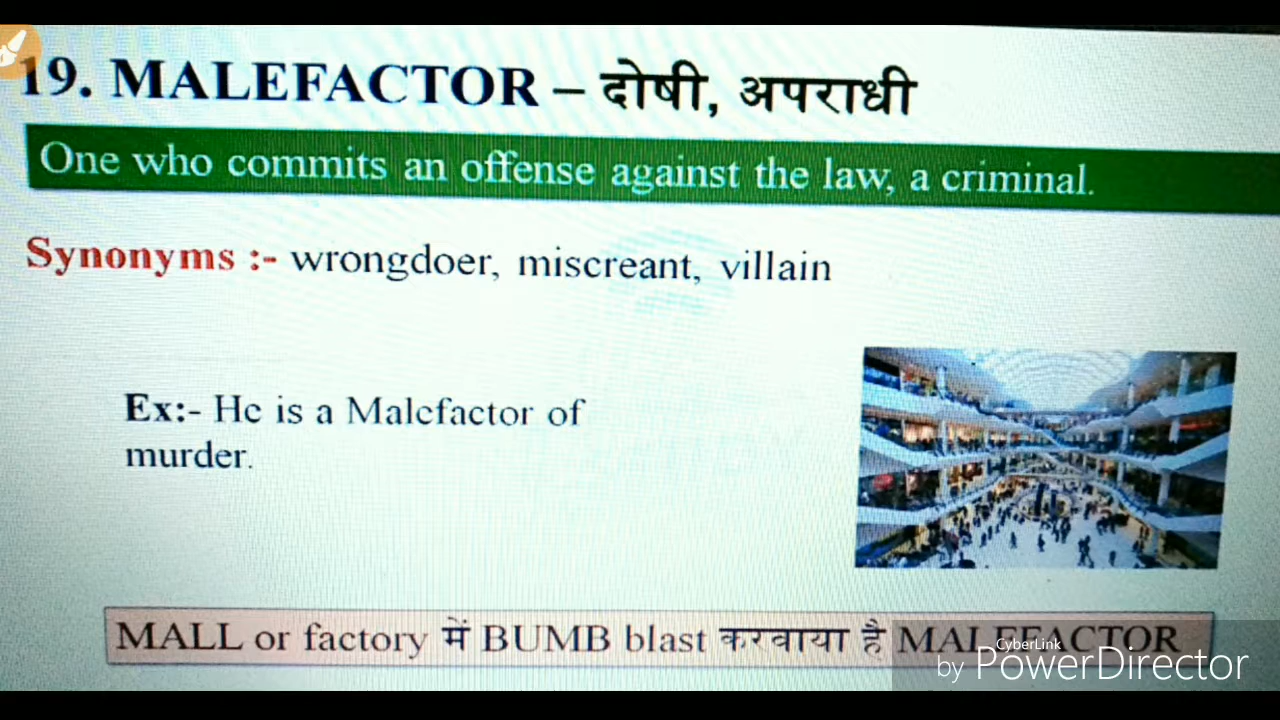 19. MALEFACTOR – दोषी, अपराधी
One who commits an offense against the law, a criminal.
Synonyms :- wrongdoer, miscreant, villain
Ex:- He is a Malefactor of
murder.
MALL or factory में BUMB blast करवाया है MALEFACTOR
CyberLink
by PowerDirector